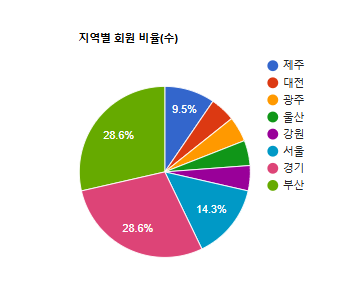 지역별 회원 비율(수)
제주
대전
광주
울산
강원
서울
경기
부산
9.5%
28.6%
14.3%
28.6%